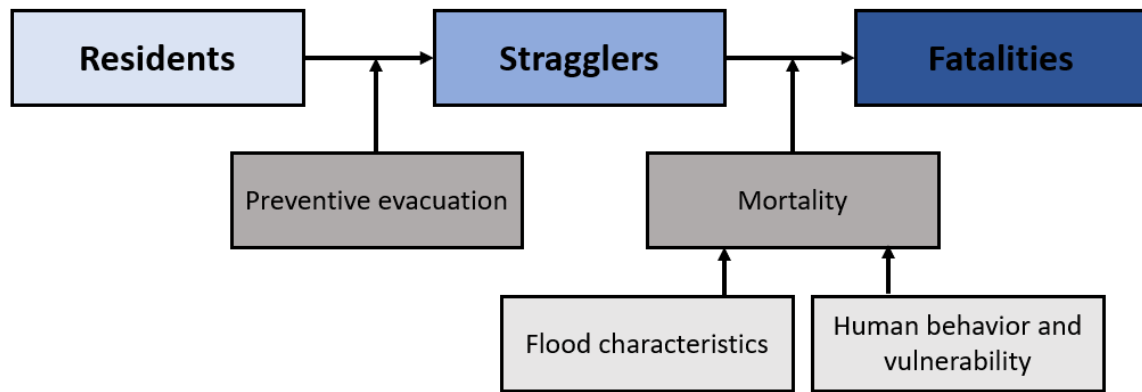 Residents
Stragglers
Fatalities
Preventive evacuation
Mortality
Flood characteristics
Human behavior and
vulnerability